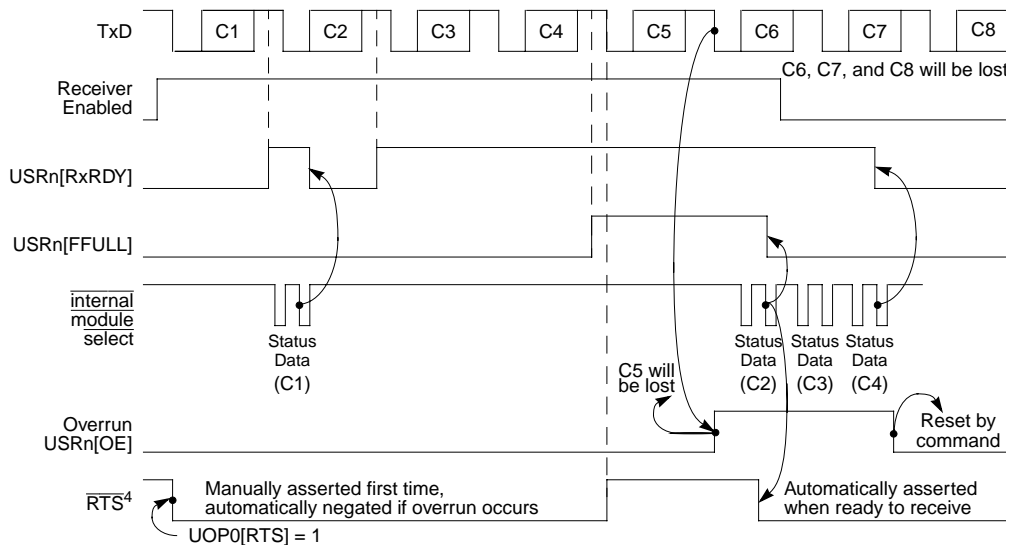 TxD
C1
C2
C3
C4
C5
C6
C7
C8
C6, C7, and C8 will be lost
Receiver
Enabled
USRn[RxRDY]
USRn[FFULL]
internal
module
select
Status
Data
(C1)
Status
Data
(C2)
Status
Data
(C3)
Status
Data
(C4)
C5 will
be lost
Overrun
USRn[OE]
Reset by
command
RTS4
Manually asserted first time,
automatically negated if overrun occurs
Automatically asserted
when ready to receive
UOP0[RTS] = 1